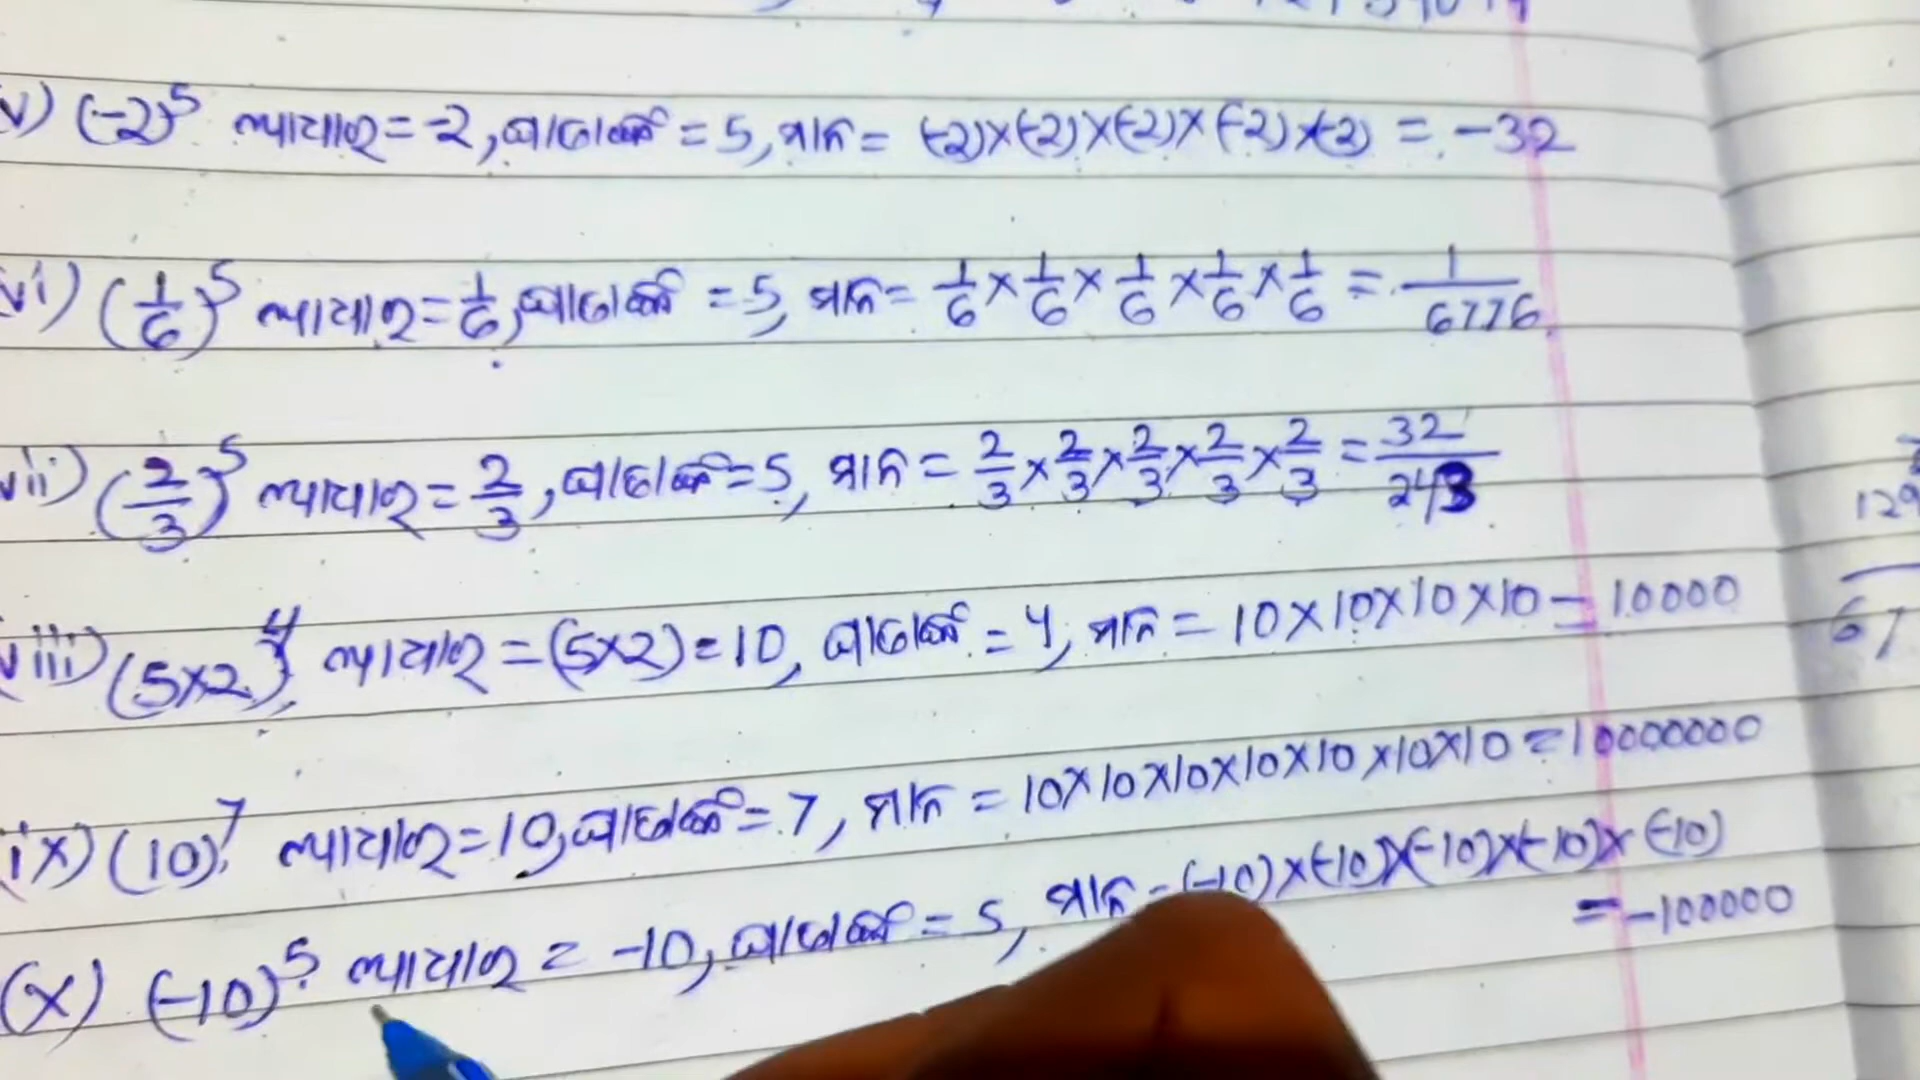 v) (-2)⁵ ଆଧାର = -2, ଘାତାଙ୍କ = 5, ମାନ = (-2)×(-2)×(-2)×(-2)×(-2) = -32
vi) (1/6)⁵ ଆଧାର = 1/6, ଘାତାଙ୍କ = 5, ମାନ = 1/6 × 1/6 × 1/6 × 1/6 × 1/6 = 1/6776
vii) (2/3)⁵ ଆଧାର = 2/3, ଘାତାଙ୍କ = 5, ମାନ = 2/3 × 2/3 × 2/3 × 2/3 × 2/3 = 32/243
viii) (5×2)⁴, ଆଧାର = (5×2) = 10, ଘାତାଙ୍କ = 4, ମାନ = 10×10×10×10 = 10000
ix) (10)⁷ ଆଧାର = 10, ଘାତାଙ୍କ = 7, ମାନ = 10×10×10×10×10×10×10 = 10000000
(x) (-10)⁵ ଆଧାର = -10, ଘାତାଙ୍କ = 5, ମାନ = (-10)×(-10)×(-10)×(-10)×(-10)
= -100000